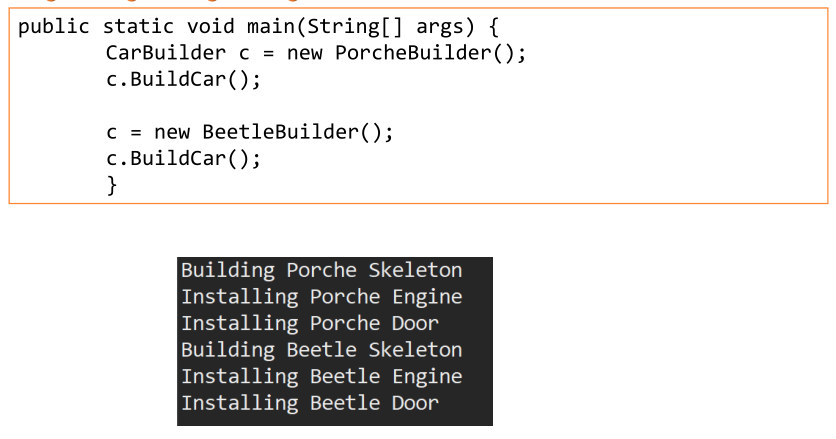 public static void main(String[] args) {
CarBuilder c = new PorcheBuilder();
c.BuildCar();
c = new BeetleBuilder();
c.BuildCar();
}
Building Porche Skeleton
Installing Porche Engine
Installing Porche Door
Building Beetle Skeleton
Installing Beetle Engine
Installing Beetle Door